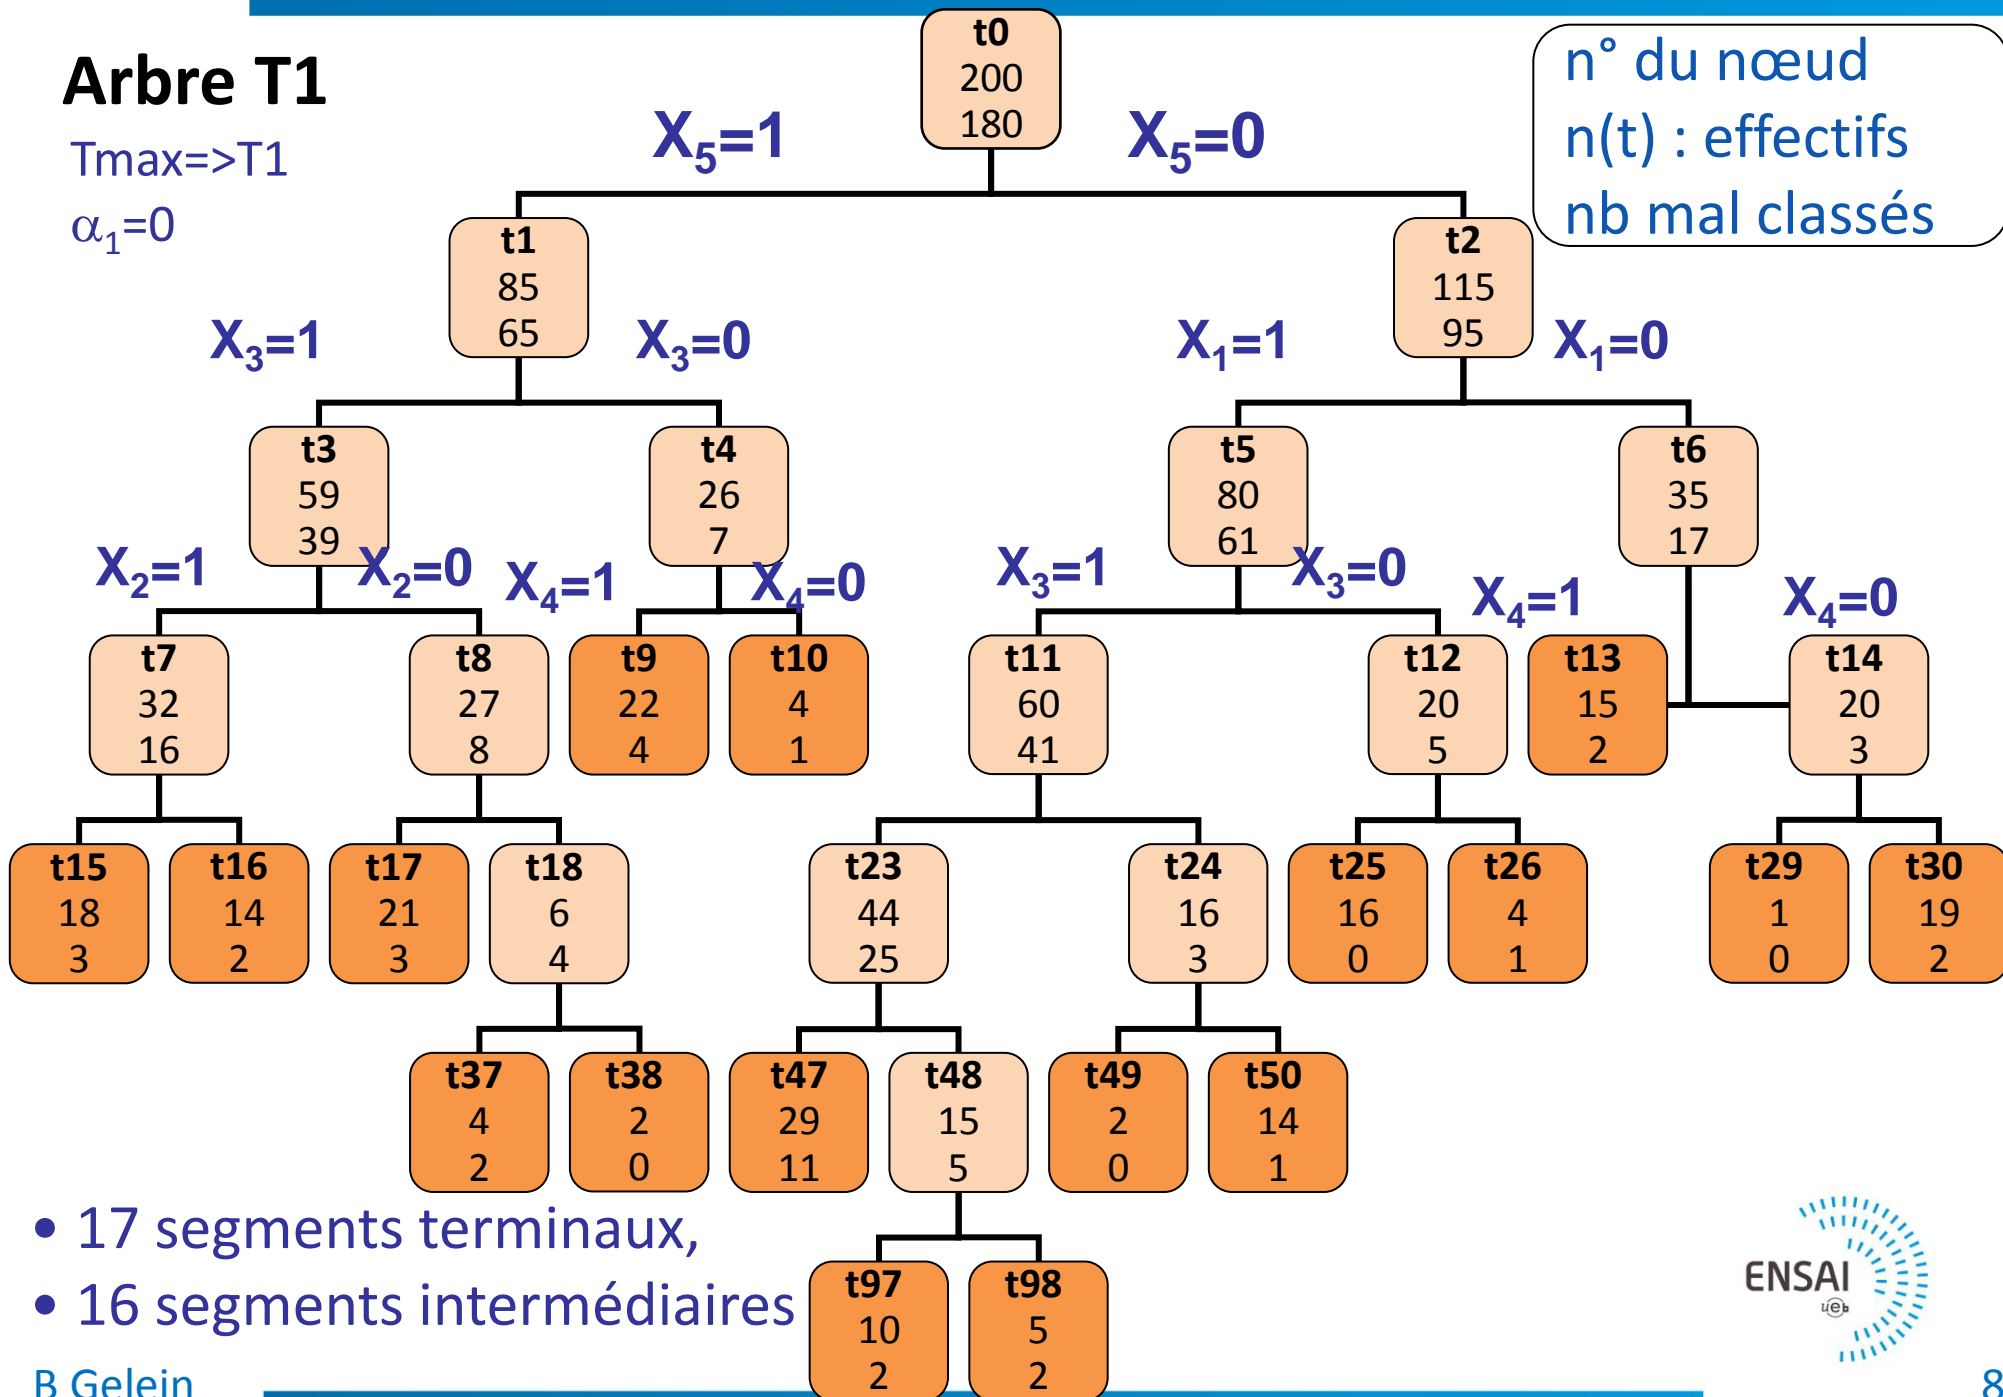 Arbre T1
Tmax=>T1
α1=0
n° du nœud
n(t) : effectifs
nb mal classés
t0
200
180
X5=1
X5=0
t1
85
65
t2
115
95
X3=1
X3=0
X1=1
X1=0
t3
59
39
t4
26
7
t5
80
61
t6
35
17
X2=1
X2=0
X4=1
X4=0
X3=1
X3=0
X4=1
X4=0
t7
32
16
t8
27
8
t9
22
4
t10
4
1
t11
60
41
t12
20
5
t13
15
2
t14
20
3
t15
18
3
t16
14
2
t17
21
3
t18
6
4
t23
44
25
t24
16
3
t25
16
0
t26
4
1
t29
1
0
t30
19
2
t37
4
2
t38
2
0
t47
29
11
t48
15
5
t49
2
0
t50
14
1
t97
10
2
t98
5
2
• 17 segments terminaux,
• 16 segments intermédiaires
ENSAI
ueb
B Gelein
8